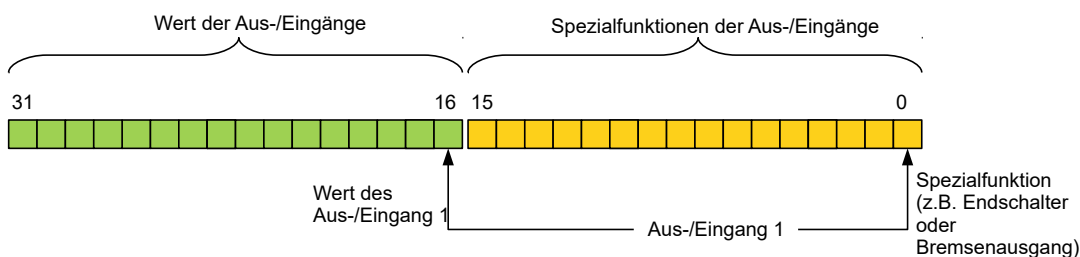 Wert der Aus-/Eingänge
Spezialfunktionen der Aus-/Eingänge
31
16
15
0
Wert des
Aus-/Eingang 1
Aus-/Eingang 1
Spezialfunktion
(z.B. Endschalter
oder
Bremsenausgang)